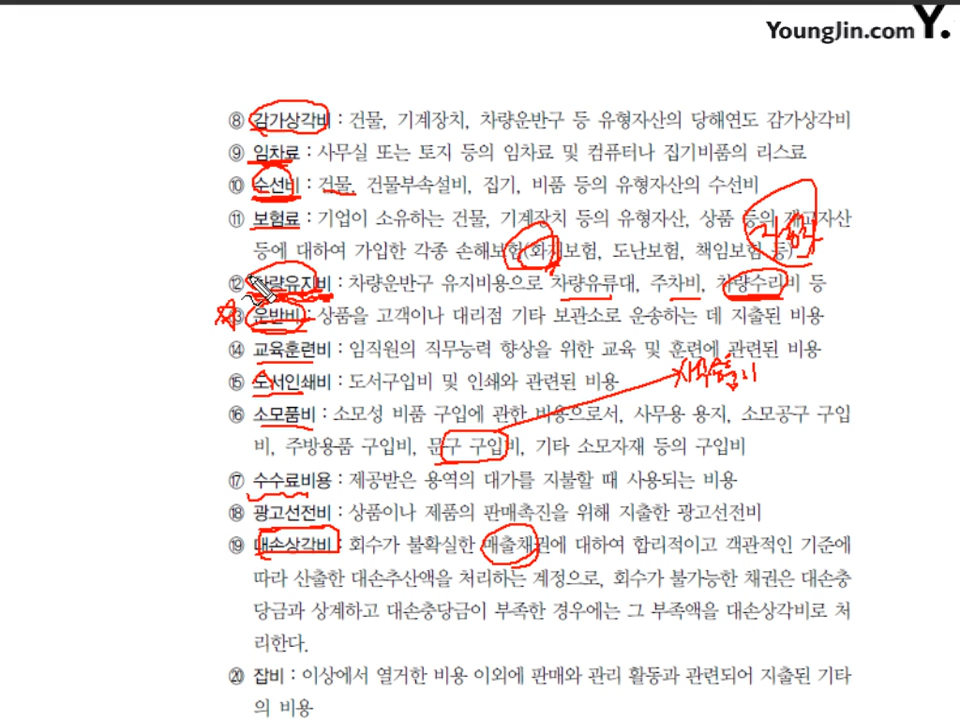 YoungJin.com Y.
⑧ 감가상각비 : 건물, 기계장치, 차량운반구 등 유형자산의 당해연도 감가상각비
⑨ 임차료 : 사무실 또는 토지 등의 임차료 및 컴퓨터나 집기비품의 리스료
⑩ 수선비 : 건물, 건물부속설비, 집기, 비품 등의 유형자산의 수선비
⑪ 보험료 : 기업이 소유하는 건물, 기계장치 등의 유형자산, 상품 등의 재고자산
등에 대하여 가입한 각종 손해보험(화재보험, 도난보험, 책임보험 등)
⑫ 차량유지비 : 차량운반구 유지비용으로 차량유류대, 주차비, 차량수리비 등
⑬ 운반비 : 상품을 고객이나 대리점 기타 보관소로 운송하는 데 지출된 비용
⑭ 교육훈련비 : 임직원의 직무능력 향상을 위한 교육 및 훈련에 관련된 비용
⑮ 도서인쇄비 : 도서구입비 및 인쇄와 관련된 비용
⑯ 소모품비 : 소모성 비품 구입에 관한 비용으로서, 사무용 용지, 소모공구 구입
비, 주방용품 구입비, 문구 구입비, 기타 소모자재 등의 구입비
⑰ 수수료비용 : 제공받은 용역의 대가를 지불할 때 사용되는 비용
⑱ 광고선전비 : 상품이나 제품의 판매촉진을 위해 지출한 광고선전비
⑲ 대손상각비 : 회수가 불확실한 매출채권에 대하여 합리적이고 객관적인 기준에
따라 산출한 대손추산액을 처리하는 계정으로, 회수가 불가능한 채권은 대손충
당금과 상계하고 대손충당금이 부족한 경우에는 그 부족액을 대손상각비로 처
리한다.
⑳ 잡비 : 이상에서 열거한 비용 이외에 판매와 관리 활동과 관련되어 지출된 기타
의 비용